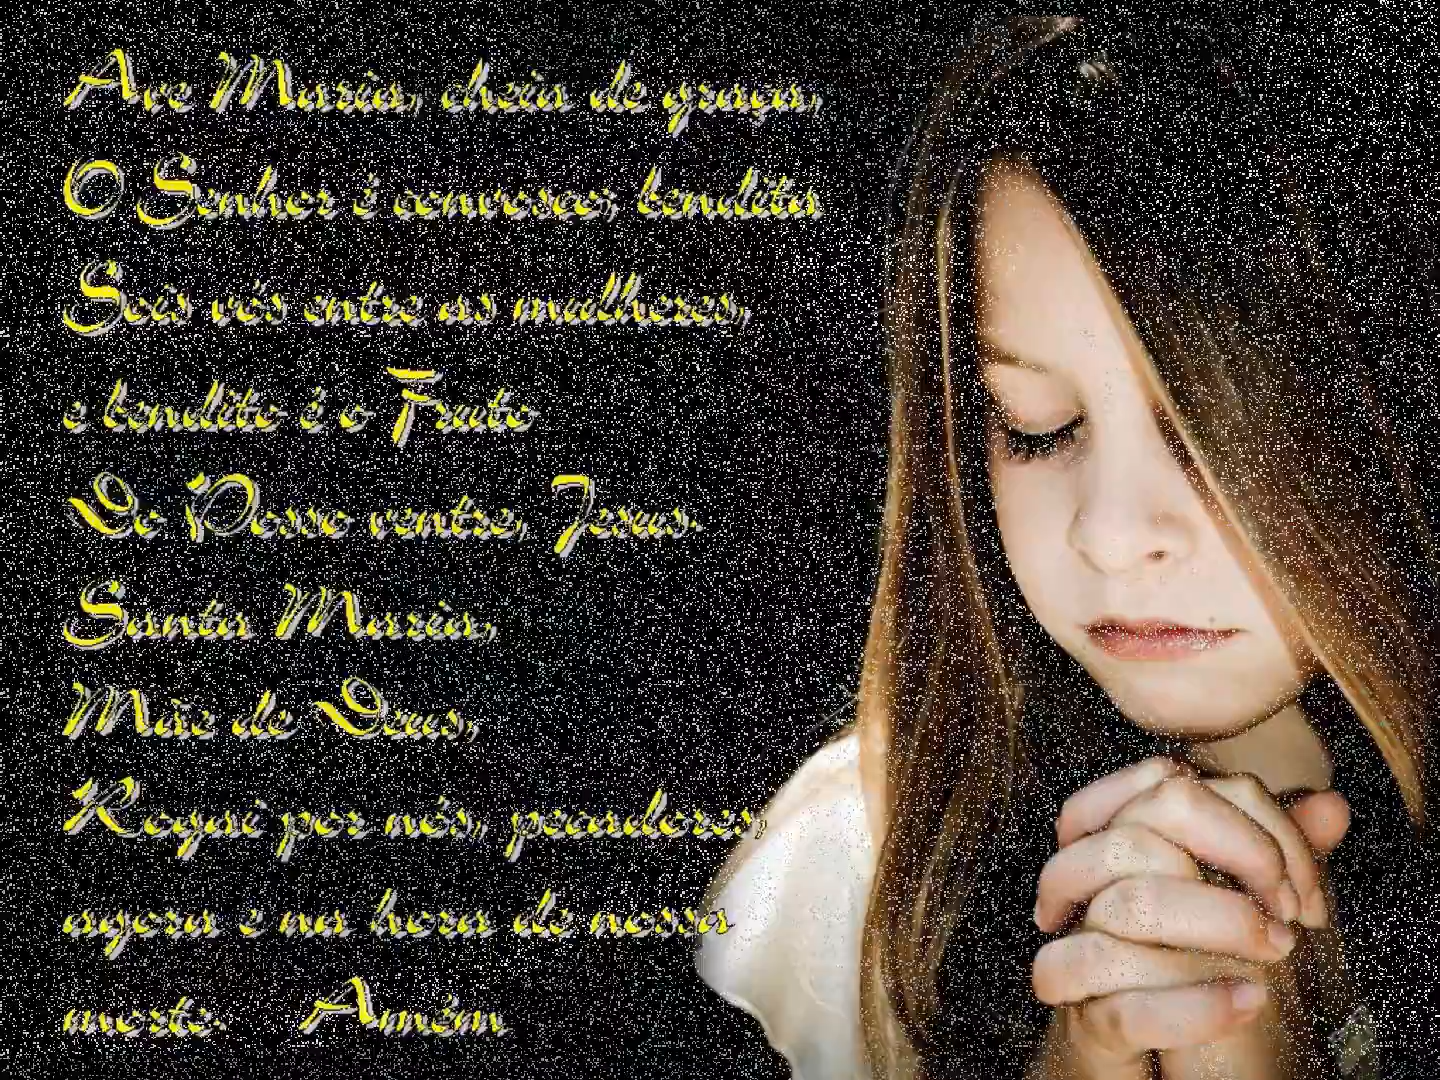 Ave Maria, cheia de graça,
O Senhor é convosco; bendita
Sois vós entre as mulheres,
e bendito é o Fruto
Do Vosso ventre, Jesus.
Santa Maria,
Mãe de Deus,
Rogai por nós, pecadores,
agora e na hora de nossa
morte. Amém